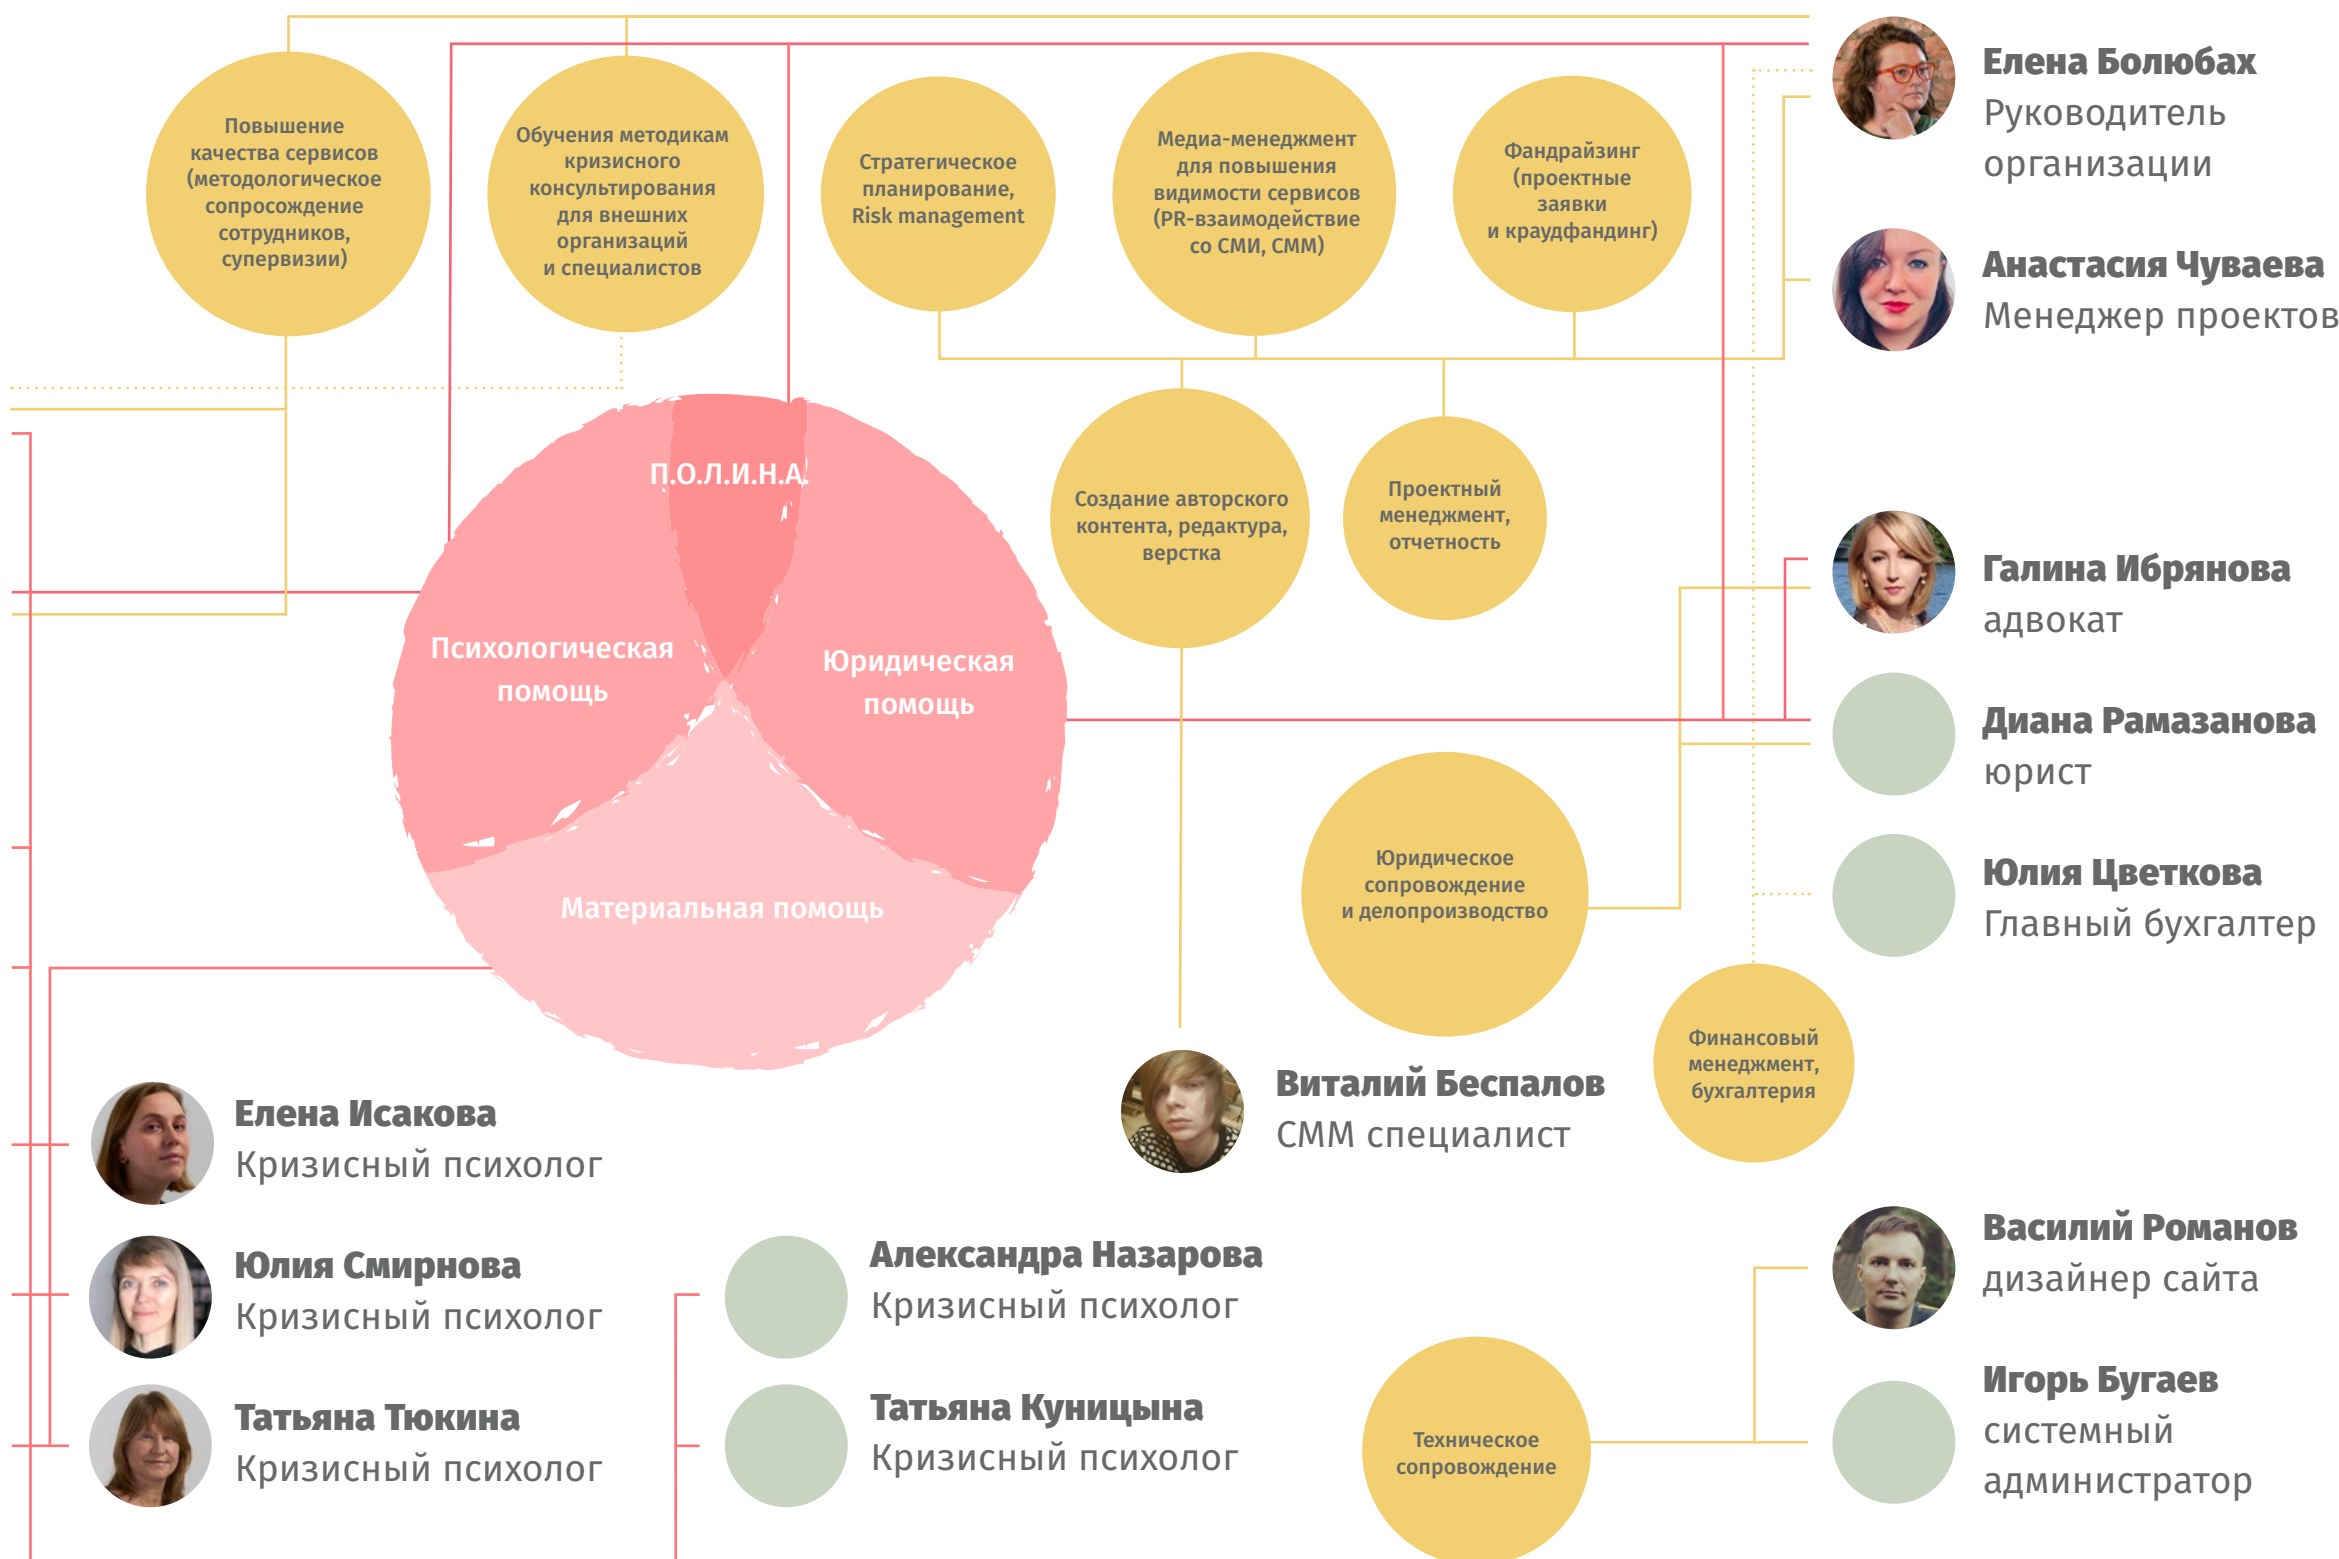 Повышение
качества сервисов
(методологическое
сопросождение
сотрудников,
супервизии)
Обучения методикам
кризисного
консультирования
для внешних
организаций
и специалистов
Стратегическое
планирование,
Risk management
Медиа-менеджмент
для повышения
видимости сервисов
(PR-взаимодействие
со СМИ, СММ)
Фандрайзинг
(проектные
заявки
и краудфандинг)
Елена Болюбах
Руководитель
организации
Анастасия Чуваева
Менеджер проектов
П.О.Л.И.Н.А.
Психологическая
помощь
Юридическая
помощь
Материальная помощь
Создание авторского
контента, редактура,
верстка
Проектный
менеджмент,
отчетность
Галина Ибрянова
адвокат
Диана Рамазанова
юрист
Юлия Цветкова
Главный бухгалтер
Юридическое
сопровождение
и делопроизводство
Финансовый
менеджмент,
бухгалтерия
Виталий Беспалов
СММ специалист
Елена Исакова
Кризисный психолог
Юлия Смирнова
Кризисный психолог
Татьяна Тюкина
Кризисный психолог
Александра Назарова
Кризисный психолог
Татьяна Куницына
Кризисный психолог
Техническое
сопровождение
Василий Романов
дизайнер сайта
Игорь Бугаев
системный
администратор